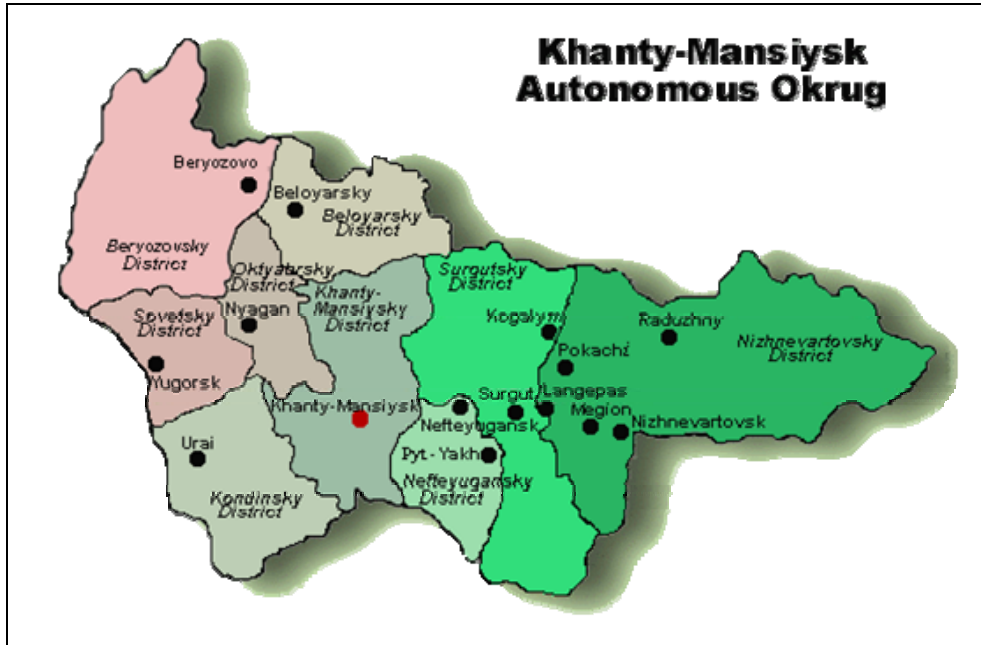 Khanty-Mansiysk
Autonomous Okrug
Beryozovo
Beloyarsky
Beloyarsky
District
Beryozovsky
District
Oktyabrsky
District
Surgutsky
District
Khanty-
Mansiysky
District
Sovetsky
District
Nyagan
Kogalym
Raduzhny
Nizhnevartovsky
District
Pokachi
Yugorsk
Khanty-Mansiysk
Surgut
Langepas
Megion
Nefteyugansk
Nizhnevartovsk
Urai
Pyt-Yakh
Nefteyugansky
District
Kondinsky
District